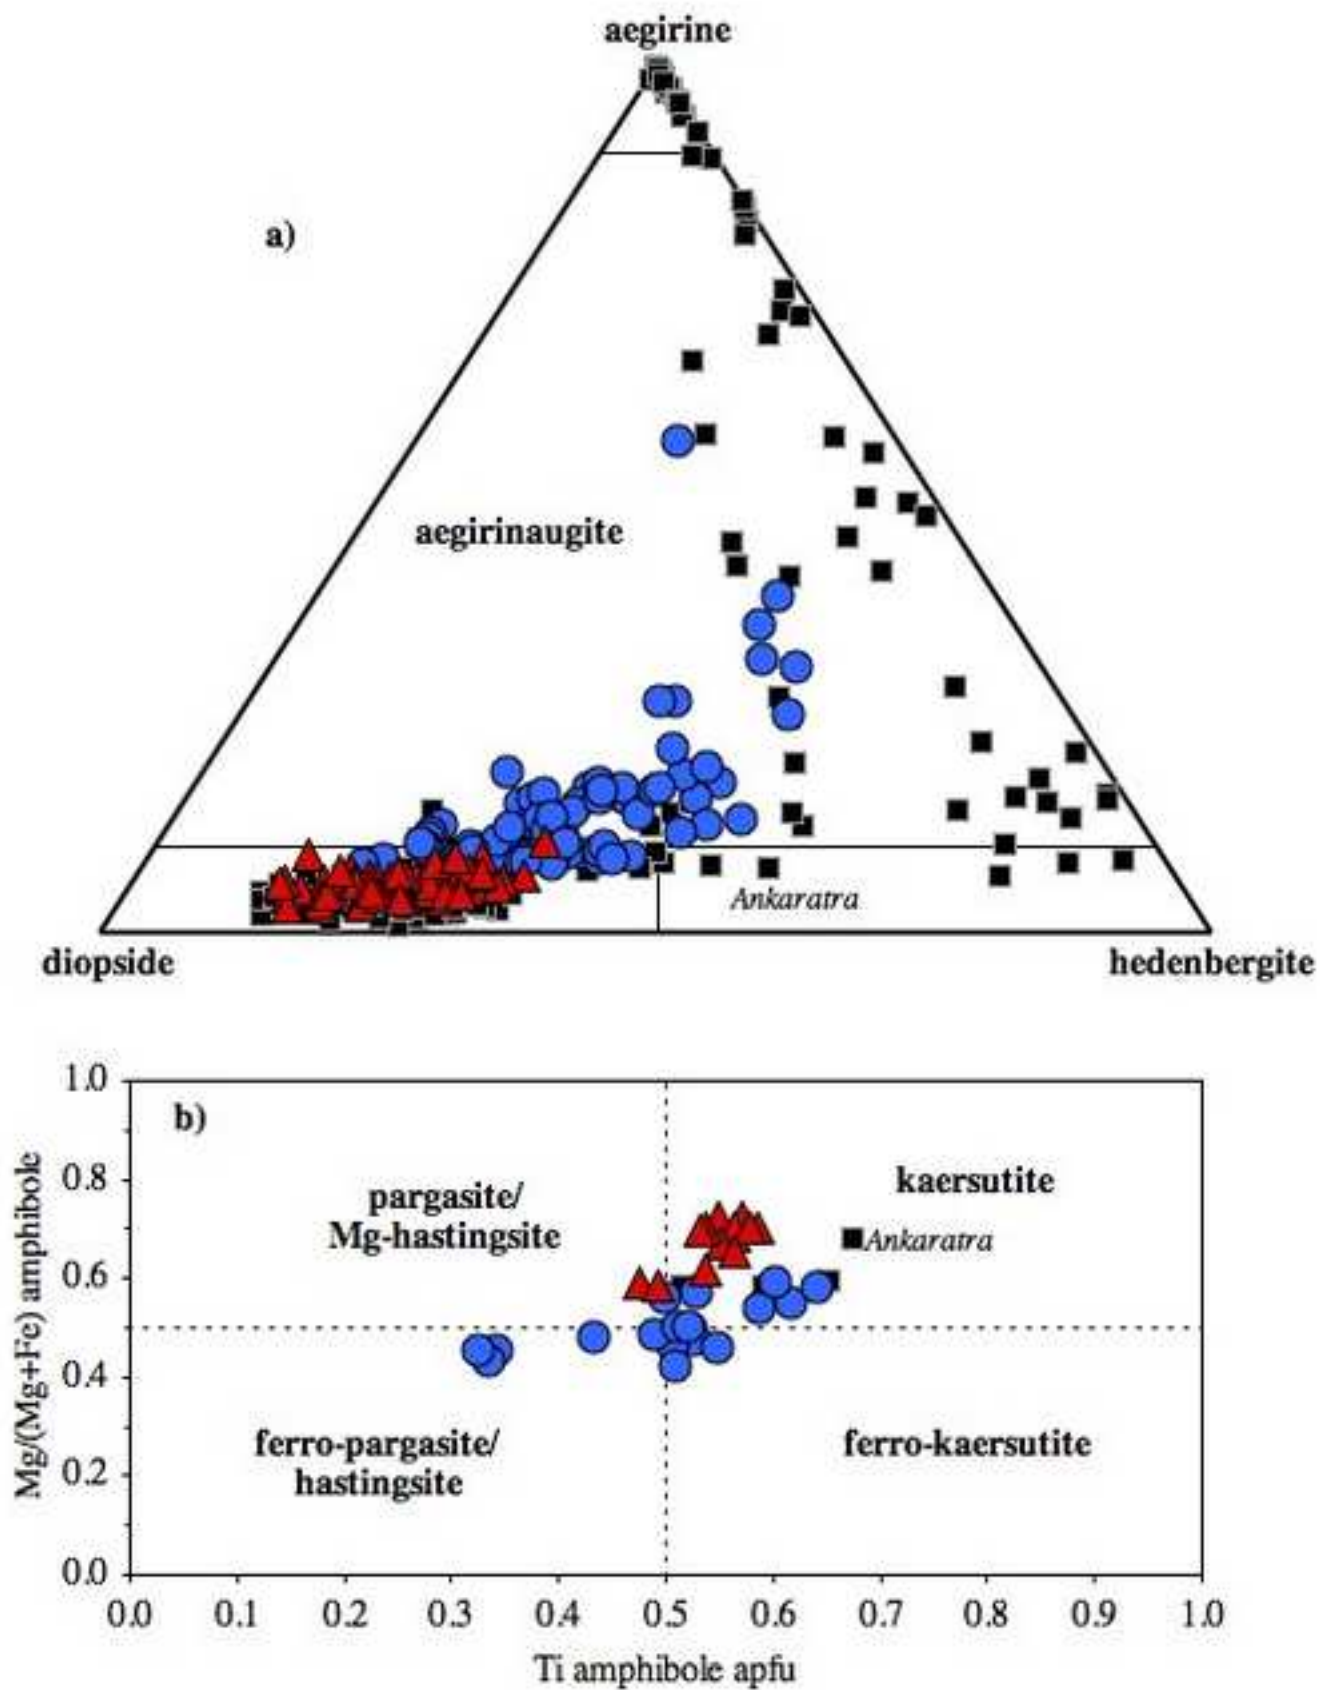 aegirine
a)
aegirinaugite
Ankaratra
diopside
hedenbergite
1.0
b)
0.8
kaersutite
pargasite/
Mg-hastingsite
Ankaratra
0.6
0.4
ferro-pargasite/
hastingsite
ferro-kaersutite
0.2
0.0
Mg/(Mg+Fe) amphibole
0.0 0.1 0.2 0.3 0.4 0.5 0.6 0.7 0.8 0.9 1.0
Ti amphibole apfu